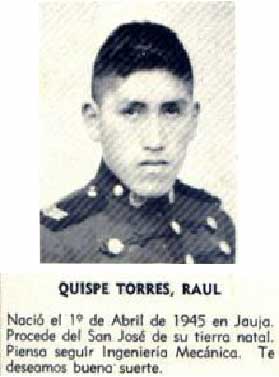 QUISPE TORRES, RAUL
Nació el 1º de Abril de 1945 en Jauja.
Procede del San José de su tierra natal.
Piensa seguir Ingeniería Mecánica. Te
deseamos buena suerte.